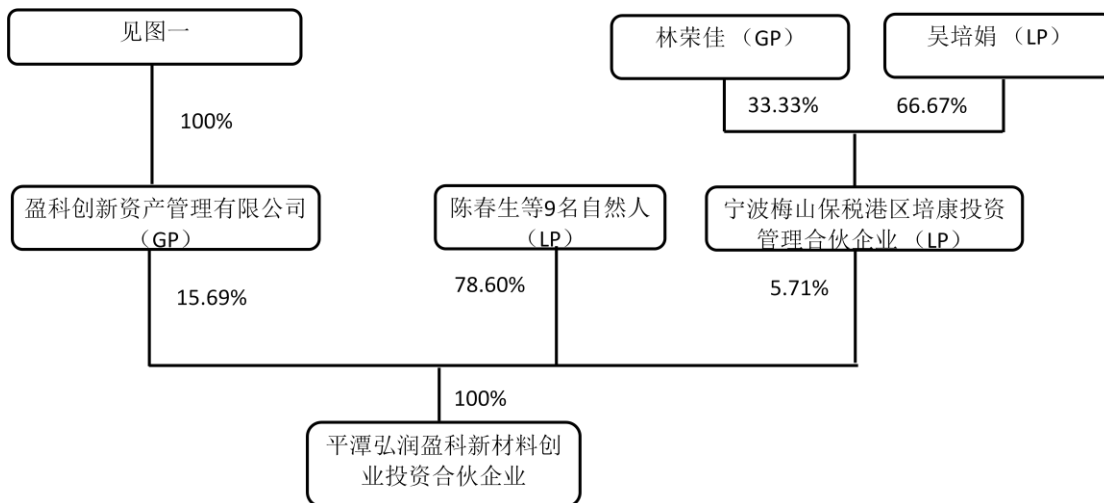 见图一
林荣佳 （GP）
吴培娟 （LP）
100%
33.33%
66.67%
盈科创新资产管理有限公司
（GP）
陈春生等9名自然人
（LP）
宁波梅山保税港区培康投资
管理合伙企业 （LP）
15.69%
78.60%
5.71%
100%
平潭弘润盈科新材料创
业投资合伙企业